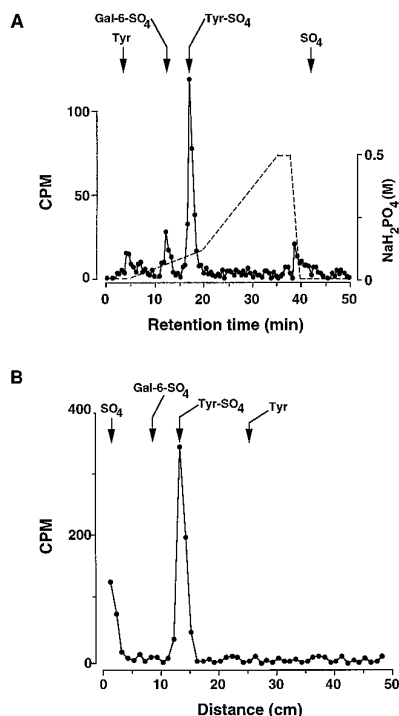 A
Gal-6-SO4
Tyr-SO4
Tyr
SO4
100
50
0
CPM
0.5
0
NaH2PO4(M)
0
10
20
30
40
50
Retention time (min)
B
Gal-6-SO4
SO4
Tyr-SO4
Tyr
400
200
0
CPM
0
10
20
30
40
50
Distance (cm)